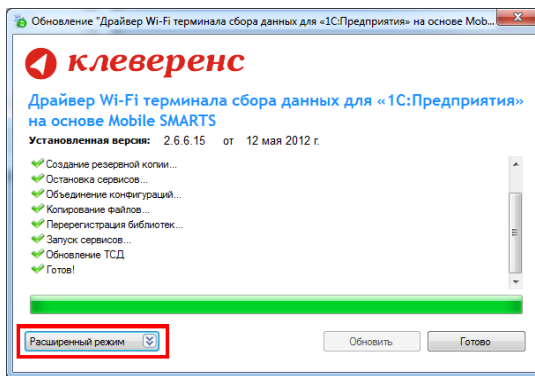 Обновление "Драйвер Wi-Fi терминала сбора данных для «1С:Предприятия» на основе Mob...
клеверенс
Драйвер Wi-Fi терминала сбора данных для «1С:Предприятия»
на основе Mobile SMARTS
Установленная версия: 2.6.6.15 от 12 мая 2012 г.
Создание резервной копии...
Остановка сервисов...
Объединение конфигураций...
Копирование файлов...
Перерегистрация библиотек...
Запуск сервисов...
Обновление ТСД
Готов!
Расширенный режим
Обновить
Готово